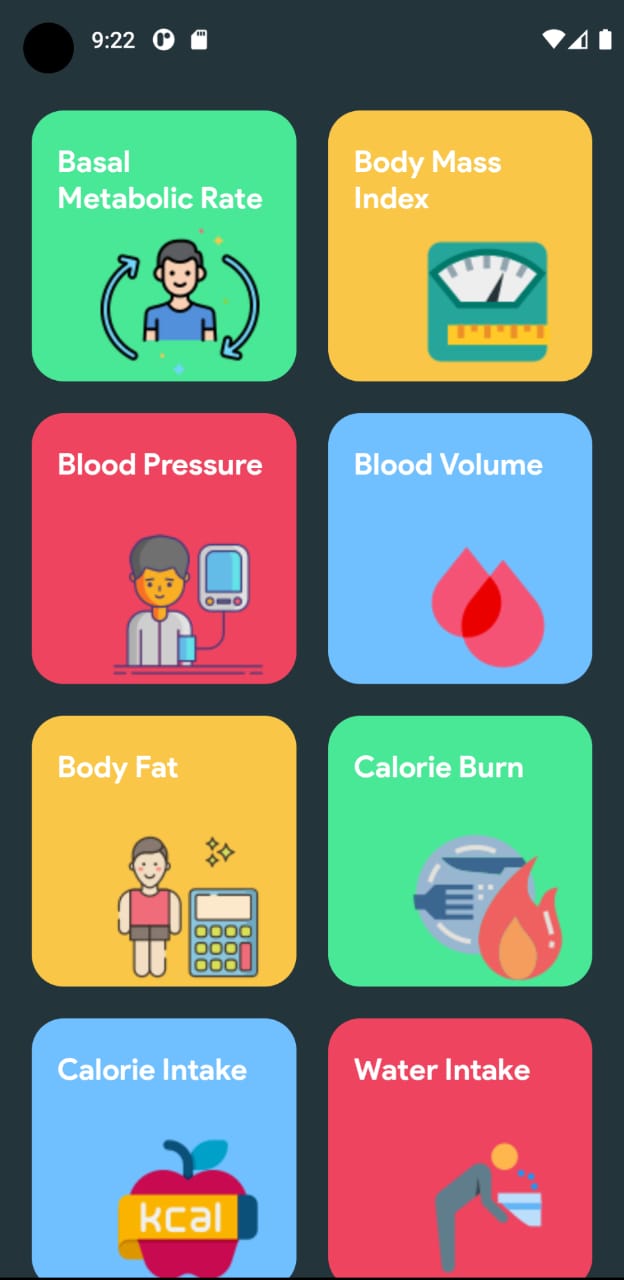 9:22
Basal
Metabolic Rate
Body Mass
Index
Blood Pressure
Blood Volume
Body Fat
Calorie Burn
Calorie Intake
kcal
Water Intake